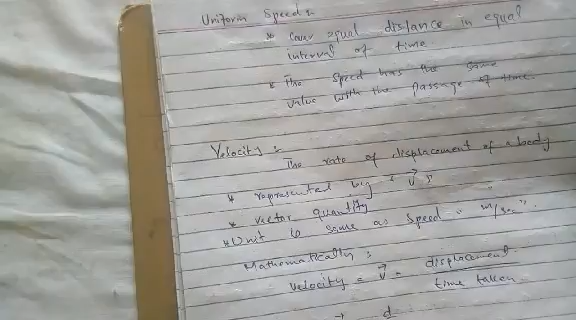 Uniform Speed :
* Cover equal distance in equal
interval of time.
* The speed has the same
value with the passage of time.
Velocity :
The rate of displacement of a body
* represented by " v⃗ "
* vector quantity
* Unit is same as speed " m/sec".
Mathematically :
velocity = v⃗ = displacement / time taken
→ d